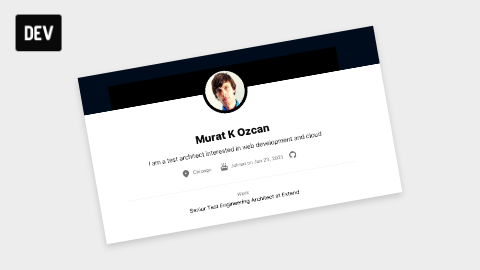 DEV
Murat K Ozcan
I am a test architect interested in web development and cloud
Chicago
Joined on Jan 23, 2021
Work
Senior Test Engineering Architect at Extend